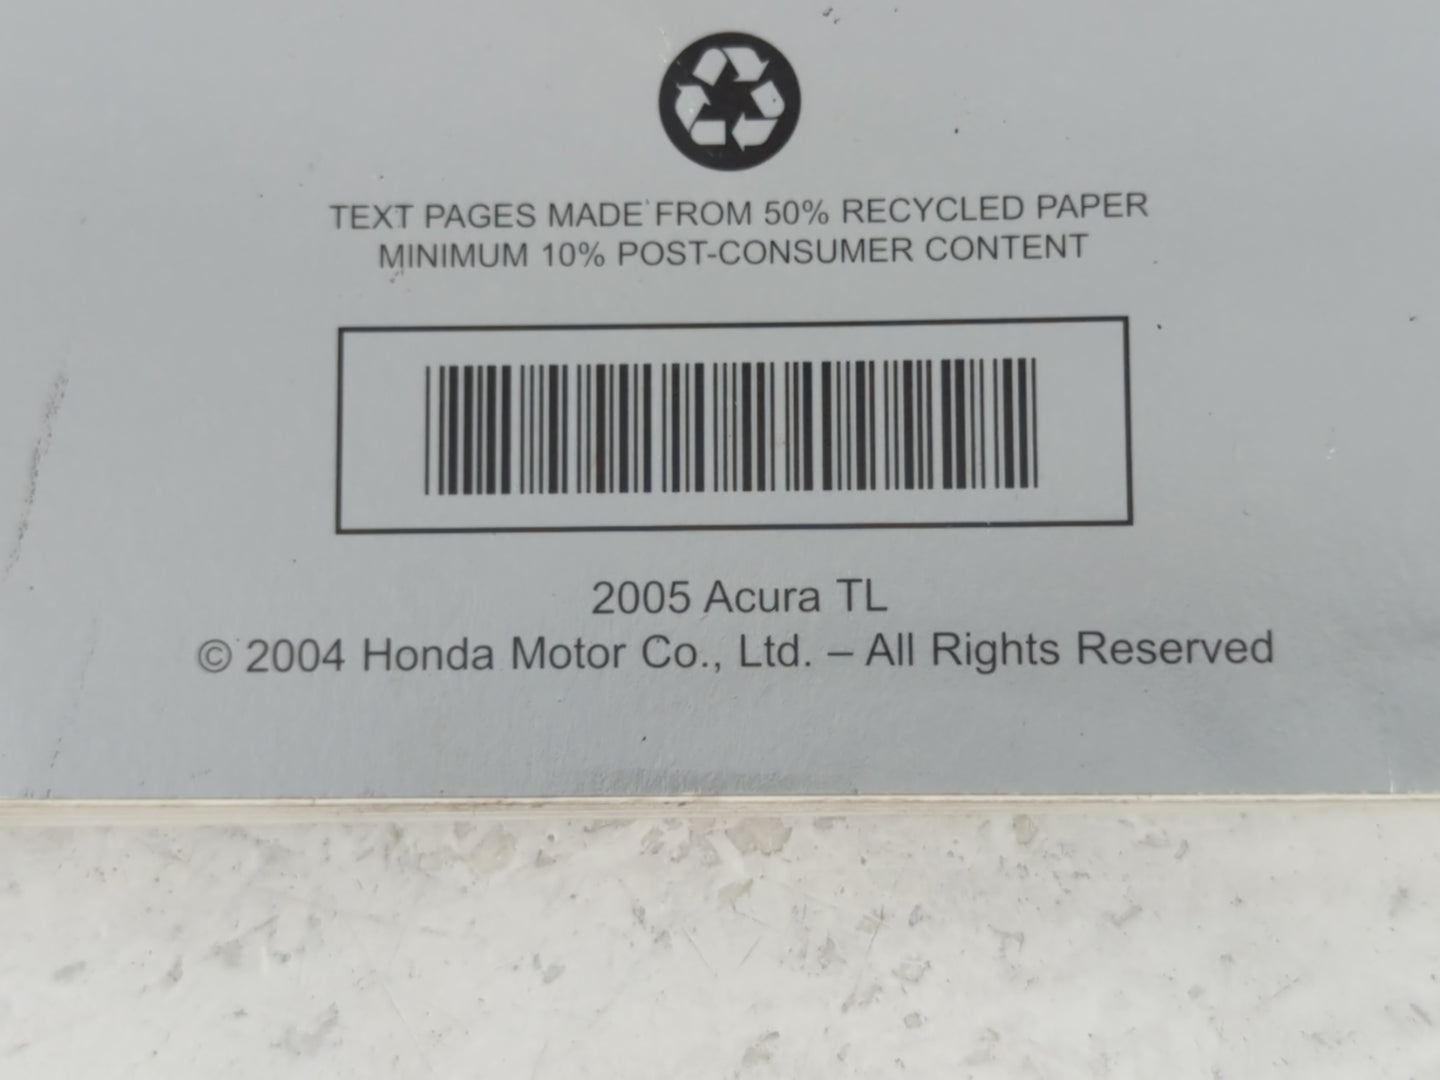 TEXT PAGES MADE FROM 50% RECYCLED PAPER
MINIMUM 10% POST-CONSUMER CONTENT
2005 Acura TL
© 2004 Honda Motor Co., Ltd. – All Rights Reserved